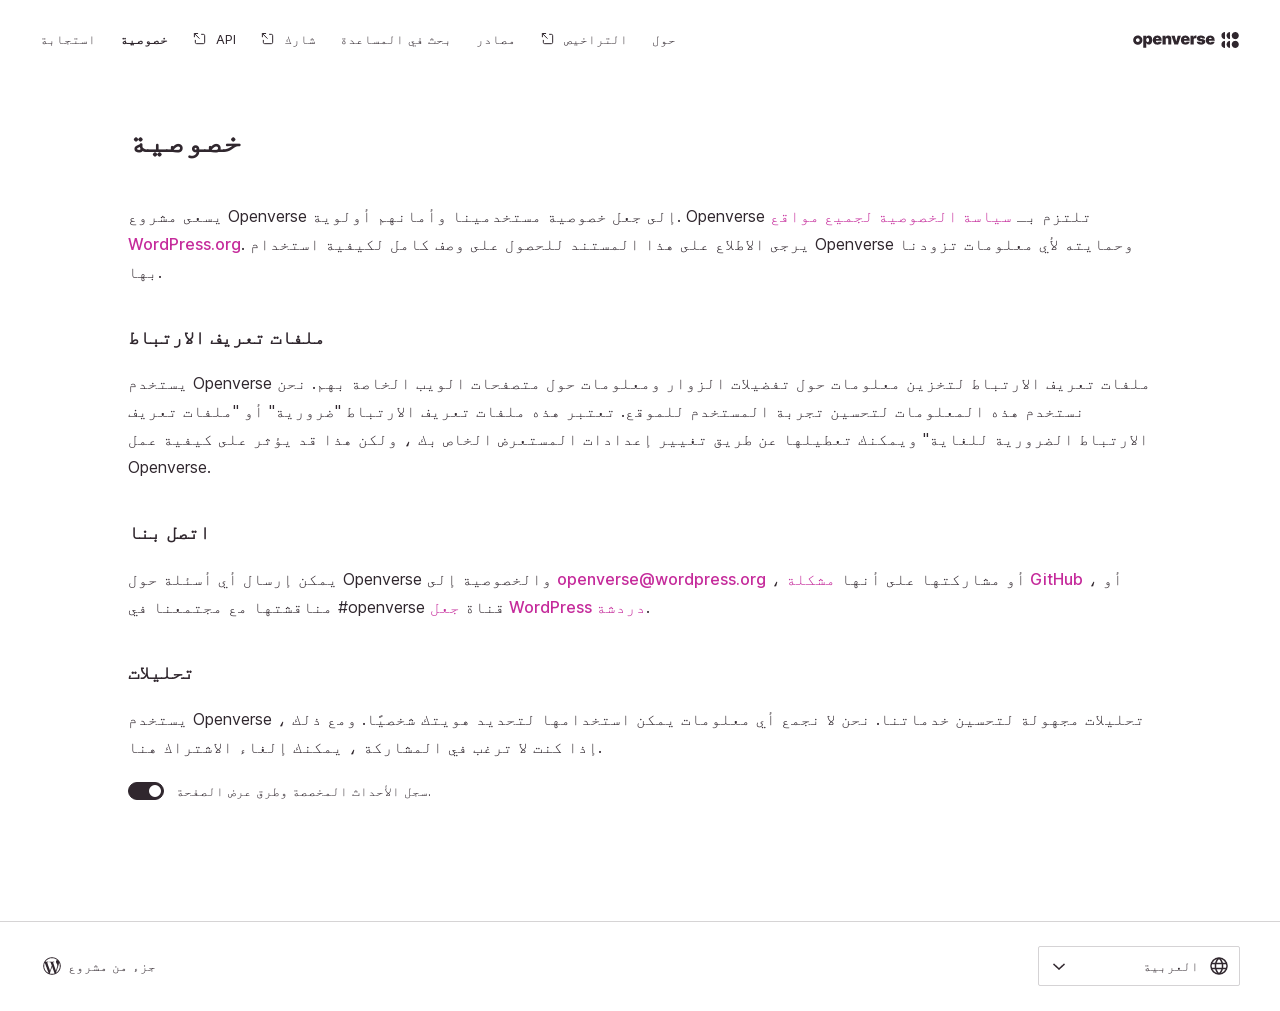 openverse
حول
التراخيص
مصادر
بحث في المساعدة
شارك
API
خصوصية
استجابة
خصوصية
يسعى مشروع Openverse إلى جعل خصوصية مستخدمينا وأمانهم أولوية. Openverse تلتزم بـ سياسة الخصوصية لجميع مواقع
WordPress.org. يرجى الاطلاع على هذا المستند للحصول على وصف كامل لكيفية استخدام Openverse وحمايته لأي معلومات تزودنا
بها.
ملفات تعريف الارتباط
يستخدم Openverse ملفات تعريف الارتباط لتخزين معلومات حول تفضيلات الزوار ومعلومات حول متصفحات الويب الخاصة بهم. نحن
نستخدم هذه المعلومات لتحسين تجربة المستخدم للموقع. تعتبر هذه ملفات تعريف الارتباط "ضرورية" أو "ملفات تعريف
الارتباط الضرورية للغاية" ويمكنك تعطيلها عن طريق تغيير إعدادات المستعرض الخاص بك ، ولكن هذا قد يؤثر على كيفية عمل
Openverse.
اتصل بنا
يمكن إرسال أي أسئلة حول Openverse والخصوصية إلى openverse@wordpress.org ، أو مشاركتها على أنها مشكلة GitHub ، أو
مناقشتها مع مجتمعنا في #openverse قناة جعل WordPress دردشة.
تحليلات
يستخدم Openverse تحليلات مجهولة لتحسين خدماتنا. نحن لا نجمع أي معلومات يمكن استخدامها لتحديد هويتك شخصيًا. ومع ذلك ،
إذا كنت لا ترغب في المشاركة ، يمكنك إلغاء الاشتراك هنا.
سجل الأحداث المخصصة وطرق عرض الصفحة.
العربية
جزء من مشروع